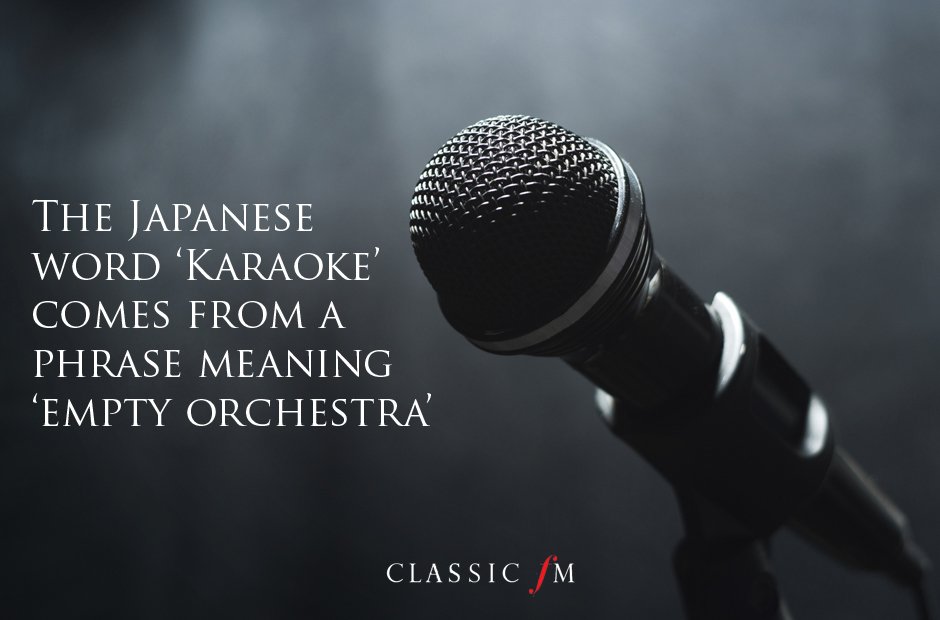 The Japanese
word ‘Karaoke’
comes from a
phrase meaning
‘empty orchestra’
CLASSIC fM